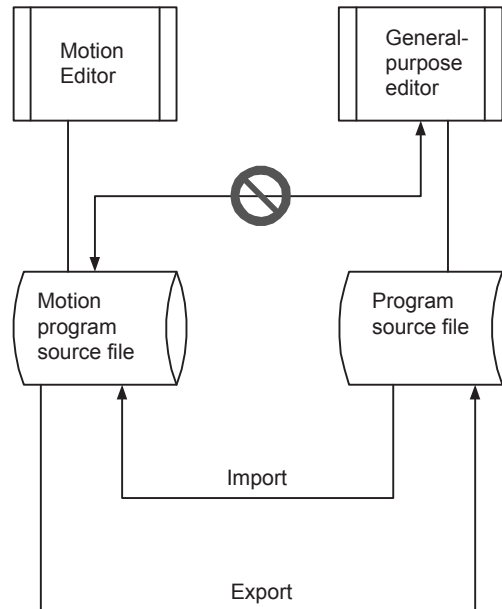 Motion
Editor
General-
purpose
editor
Motion
program
source file
Program
source file
Import
Export